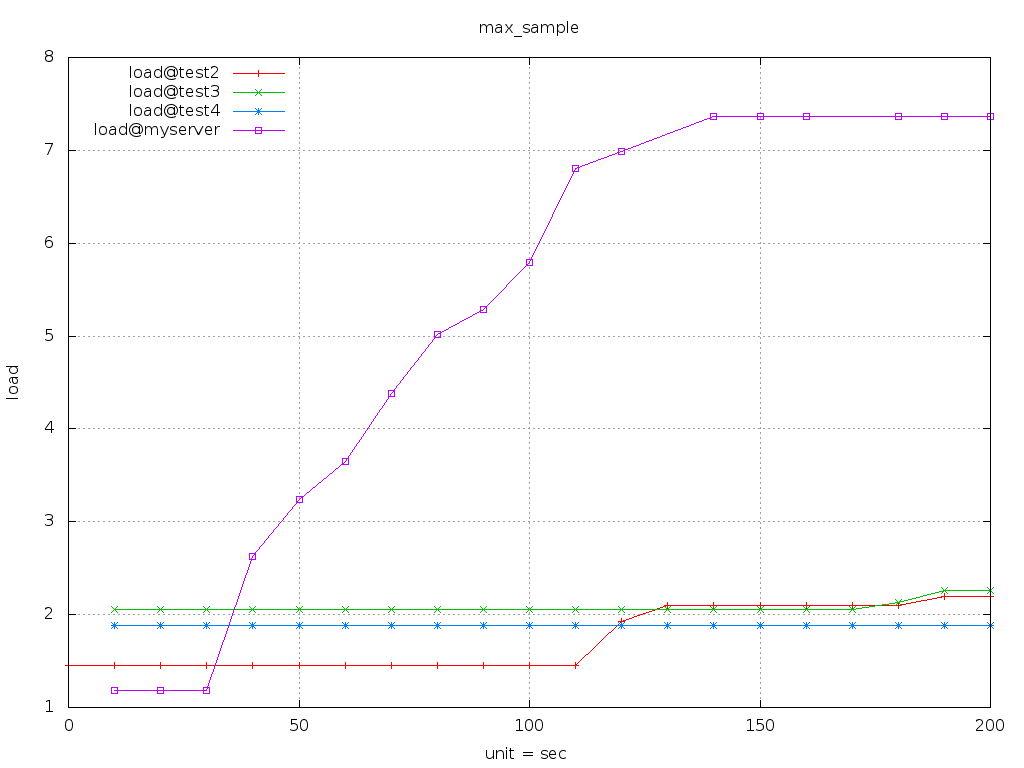 max_sample
8
load@test2
load@test3
load@test4
load@myserver
7
6
5
load
4
3
2
1
0 50 100 150 200
unit = sec